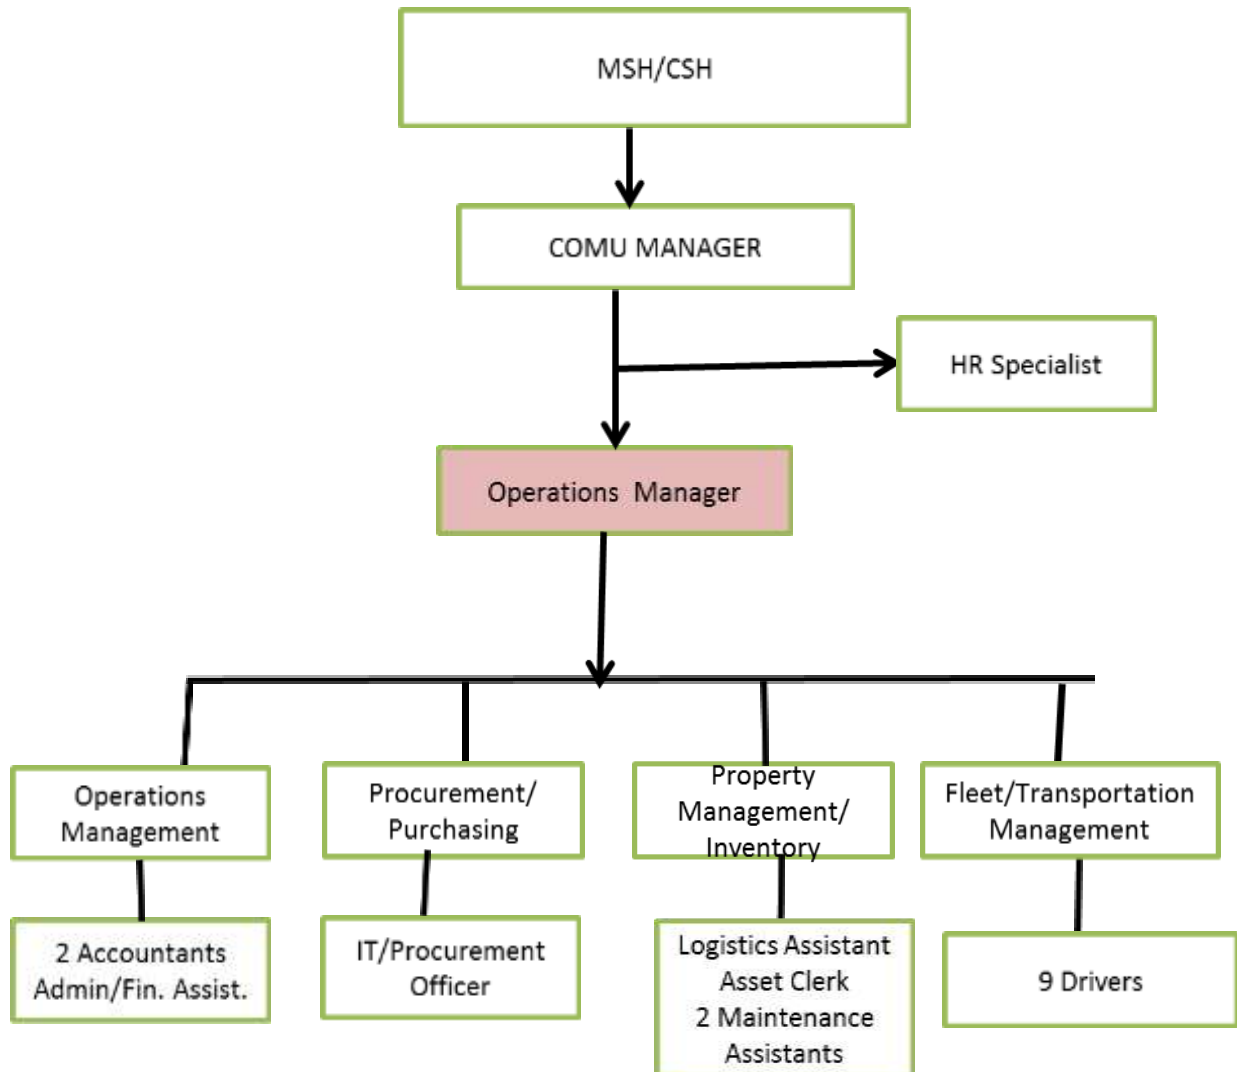 MSH/CSH
COMU MANAGER
HR Specialist
Operations Manager
Operations
Management
Procurement/
Purchasing
Property
Management/
Inventory
Fleet/Transportation
Management
2 Accountants
Admin/Fin. Assist.
IT/Procurement
Officer
Logistics Assistant
Asset Clerk
2 Maintenance
Assistants
9 Drivers